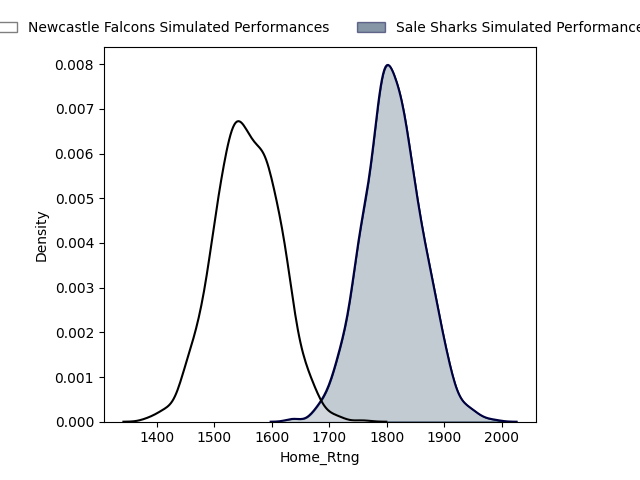 Newcastle Falcons Simulated Performances
Sale Sharks Simulated Performance
0.008
0.007
0.006
0.005
0.004
0.003
0.002
0.001
0.000
Density
1400 1500 1600 1700 1800 1900 2000
Home_Rtng